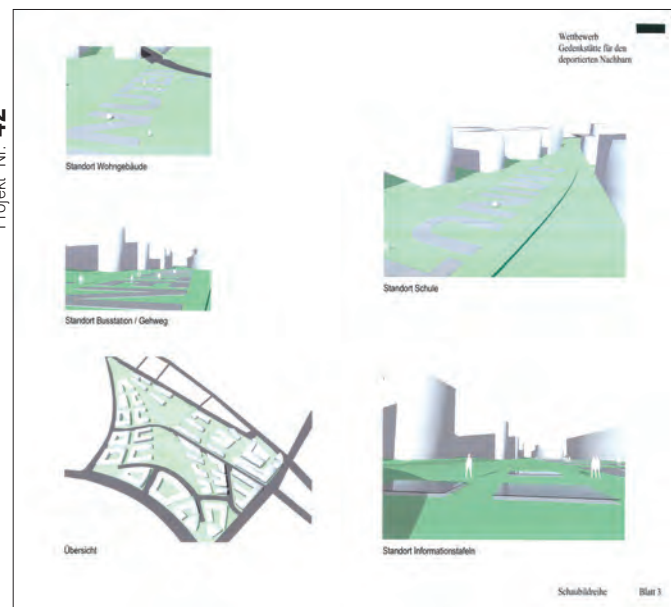 Projekt Nr. 42
Wettbewerb
Gedenkstätte für den
deportierten Nachbarn
Standort Wohngebäude
Standort Schule
Standort Busstation / Gehweg
Übersicht
Standort Informationstafeln
Schaubildreihe Blatt 3